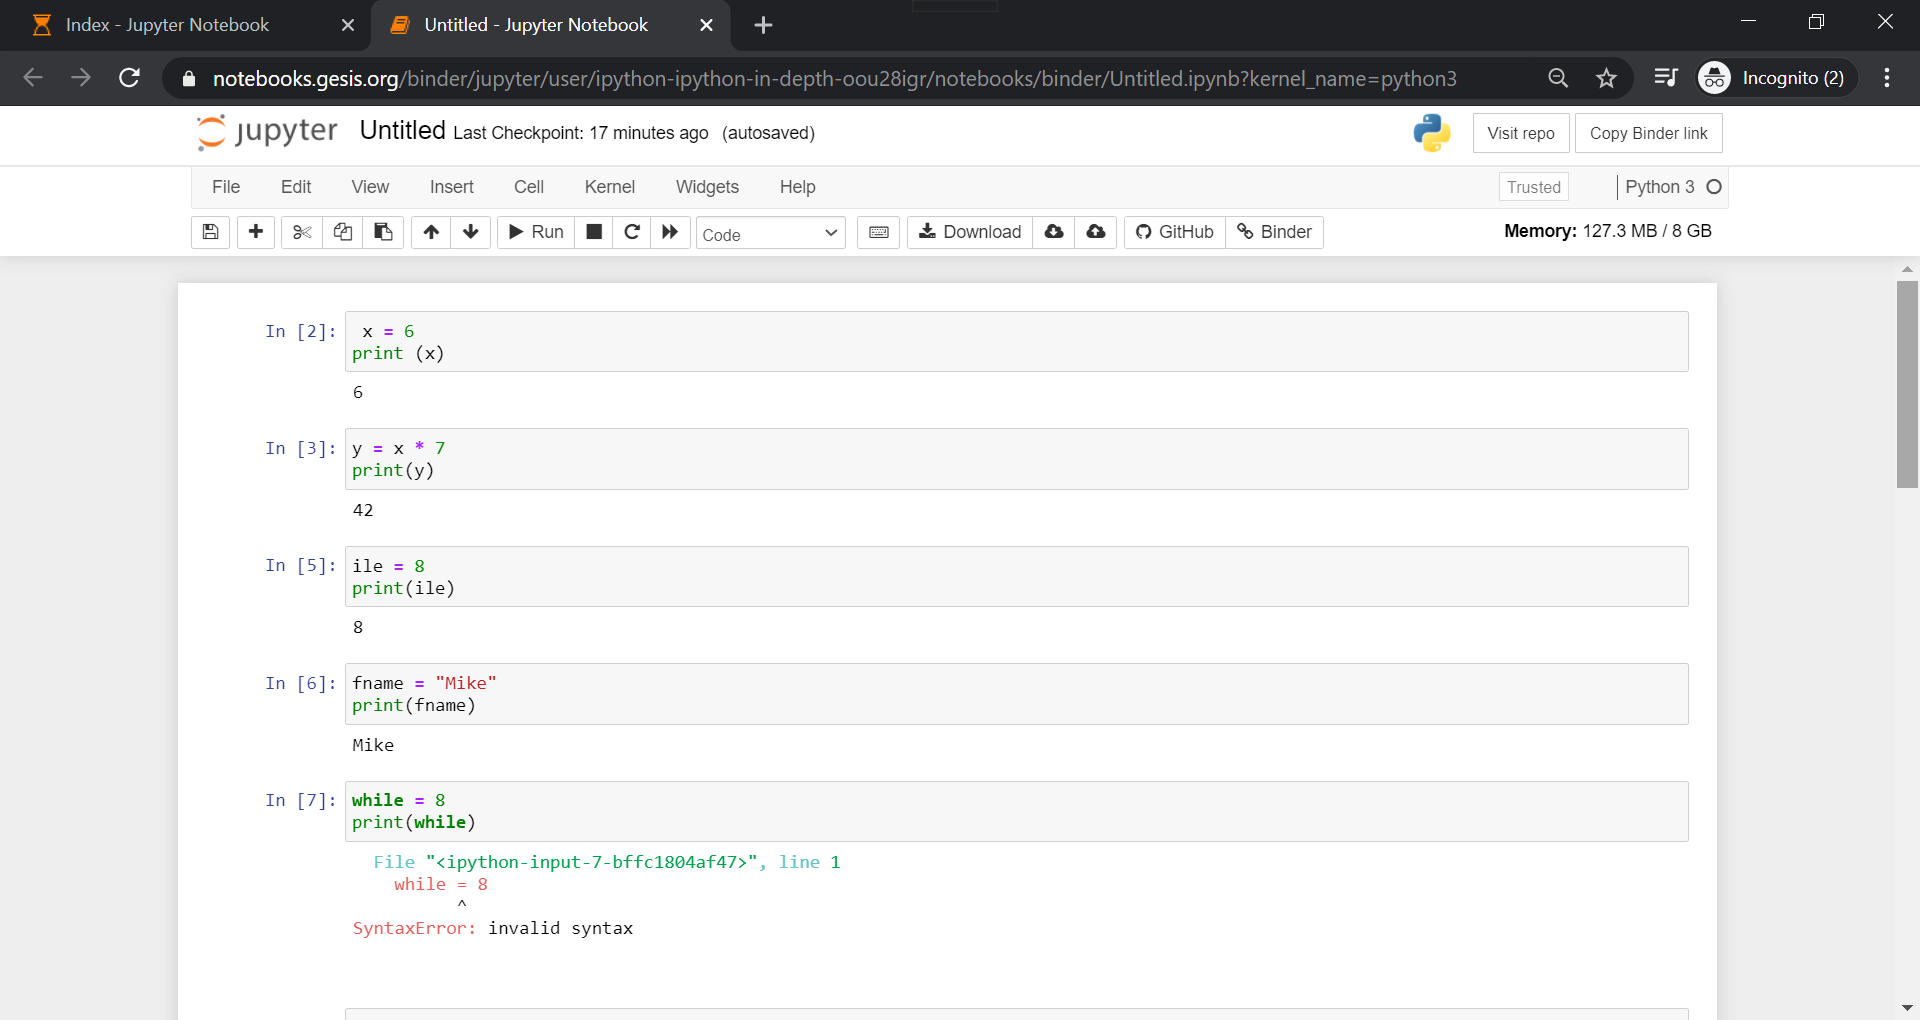 Index - Jupyter Notebook
Untitled - Jupyter Notebook
notebooks.gesis.org/binder/jupyter/user/ipython-ipython-in-depth-oou28igr/notebooks/binder/Untitled.ipynb?kernel_name=python3
Incognito (2)
jupyter Untitled Last Checkpoint: 17 minutes ago (autosaved)
Visit repo
Copy Binder link
File Edit View Insert Cell Kernel Widgets Help
Trusted
Python 3
Run
Code
Download
GitHub
Binder
Memory: 127.3 MB / 8 GB
In [2]: x = 6
print (x)
6
In [3]: y = x * 7
print(y)
42
In [5]: ile = 8
print(ile)
8
In [6]: fname = "Mike"
print(fname)
Mike
In [7]: while = 8
print(while)
File "<ipython-input-7-bffc1804af47>", line 1
while = 8
^
SyntaxError: invalid syntax